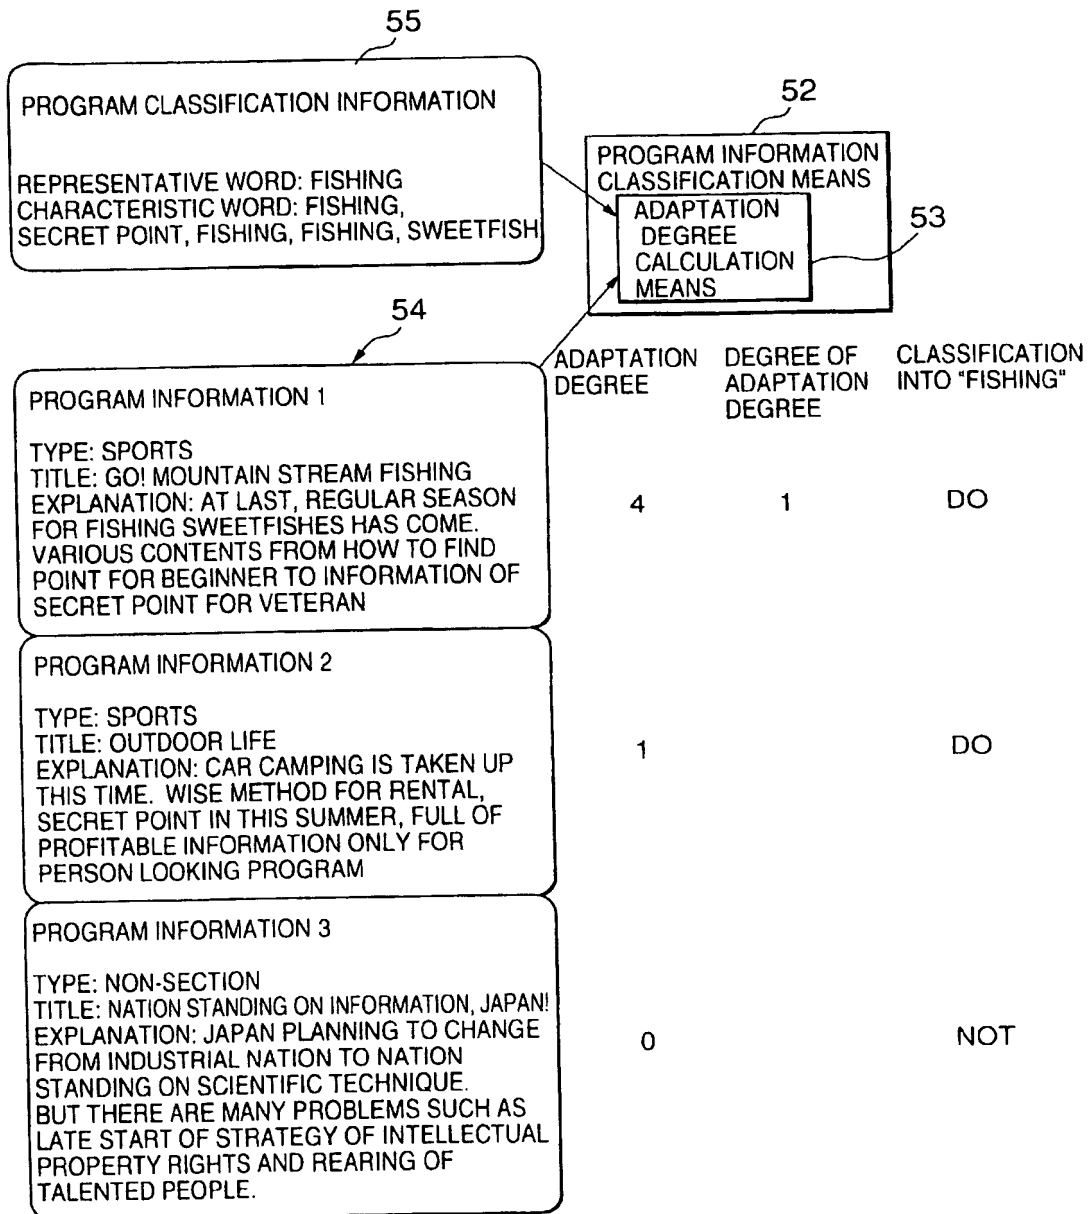 55
PROGRAM CLASSIFICATION INFORMATION
REPRESENTATIVE WORD: FISHING
CHARACTERISTIC WORD: FISHING,
SECRET POINT, FISHING, FISHING, SWEETFISH
52
PROGRAM INFORMATION
CLASSIFICATION MEANS
ADAPTATION
DEGREE
CALCULATION
MEANS
53
54
ADAPTATION
DEGREE
DEGREE OF
ADAPTATION
DEGREE
CLASSIFICATION
INTO "FISHING"
PROGRAM INFORMATION 1
TYPE: SPORTS
TITLE: GO! MOUNTAIN STREAM FISHING
EXPLANATION: AT LAST, REGULAR SEASON
FOR FISHING SWEETFISHES HAS COME.
VARIOUS CONTENTS FROM HOW TO FIND
POINT FOR BEGINNER TO INFORMATION OF
SECRET POINT FOR VETERAN
4 1 DO
PROGRAM INFORMATION 2
TYPE: SPORTS
TITLE: OUTDOOR LIFE
EXPLANATION: CAR CAMPING IS TAKEN UP
THIS TIME. WISE METHOD FOR RENTAL,
SECRET POINT IN THIS SUMMER, FULL OF
PROFITABLE INFORMATION ONLY FOR
PERSON LOOKING PROGRAM
1 DO
PROGRAM INFORMATION 3
TYPE: NON-SECTION
TITLE: NATION STANDING ON INFORMATION, JAPAN!
EXPLANATION: JAPAN PLANNING TO CHANGE
FROM INDUSTRIAL NATION TO NATION
STANDING ON SCIENTIFIC TECHNIQUE.
BUT THERE ARE MANY PROBLEMS SUCH AS
LATE START OF STRATEGY OF INTELLECTUAL
PROPERTY RIGHTS AND REARING OF
TALENTED PEOPLE.
0 NOT